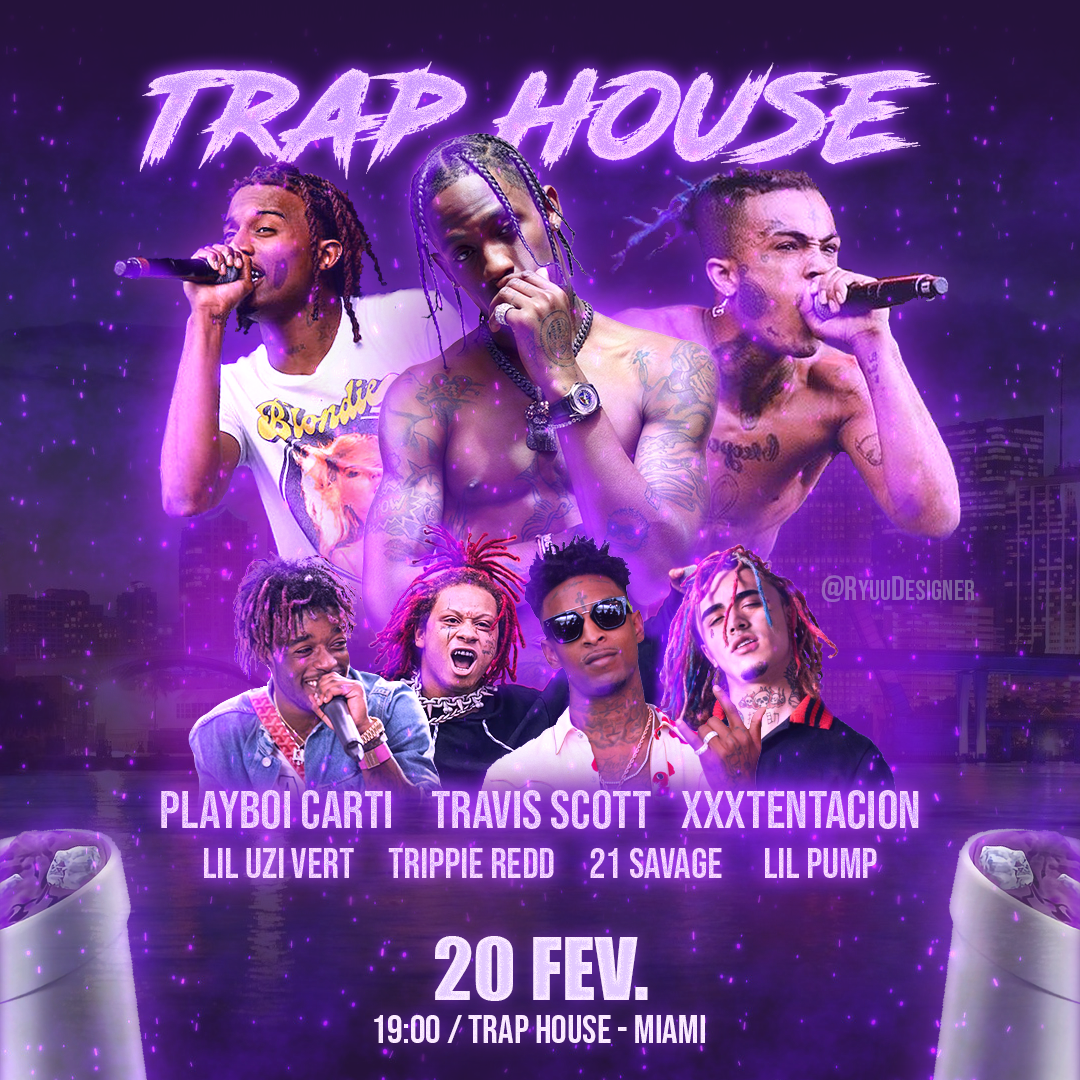 TRAP HOUSE
Blondie
@RyuuDesigner
PLAYBOI CARTI TRAVIS SCOTT XXXTENTACION
LIL UZI VERT TRIPPIE REDD 21 SAVAGE LIL PUMP
20 FEV.
19:00 / TRAP HOUSE - MIAMI